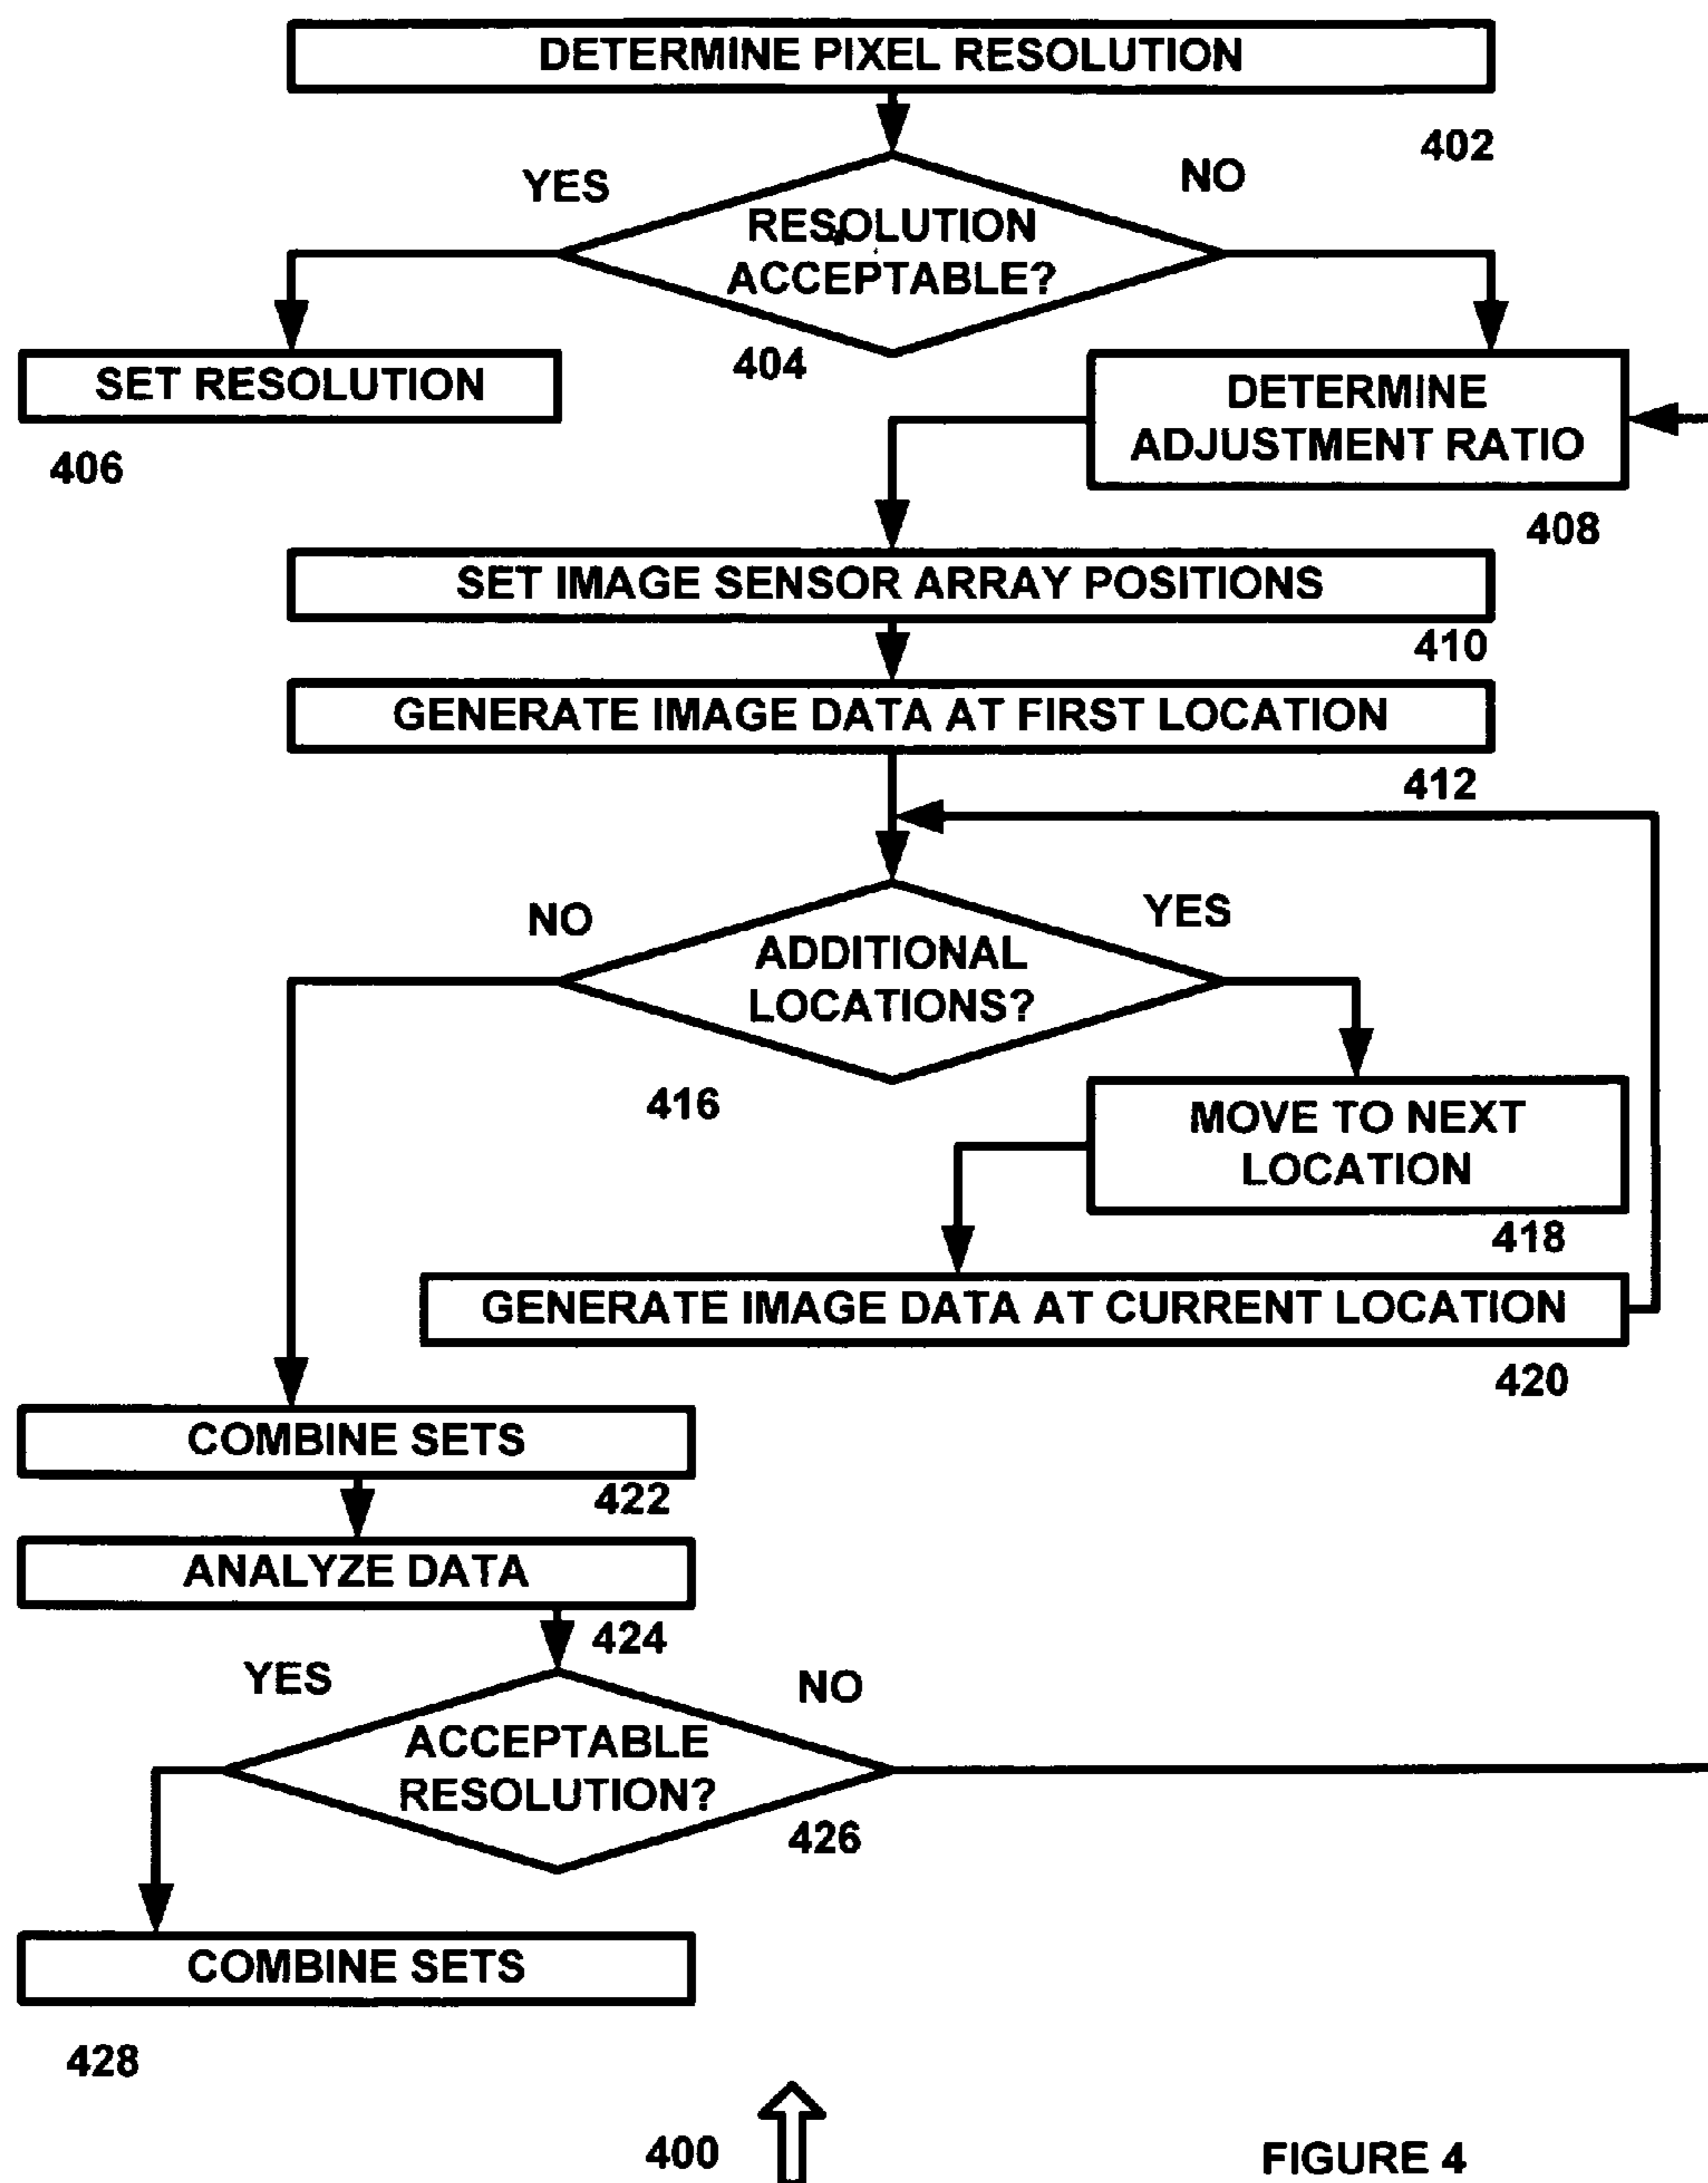 DETERMINE PIXEL RESOLUTION
402
YES
NO
RESOLUTION
ACCEPTABLE?
404
SET RESOLUTION
406
DETERMINE
ADJUSTMENT RATIO
408
SET IMAGE SENSOR ARRAY POSITIONS
410
GENERATE IMAGE DATA AT FIRST LOCATION
412
NO
YES
ADDITIONAL
LOCATIONS?
416
MOVE TO NEXT
LOCATION
418
GENERATE IMAGE DATA AT CURRENT LOCATION
420
COMBINE SETS
422
ANALYZE DATA
424
YES
NO
ACCEPTABLE
RESOLUTION?
426
COMBINE SETS
428
400
FIGURE 4